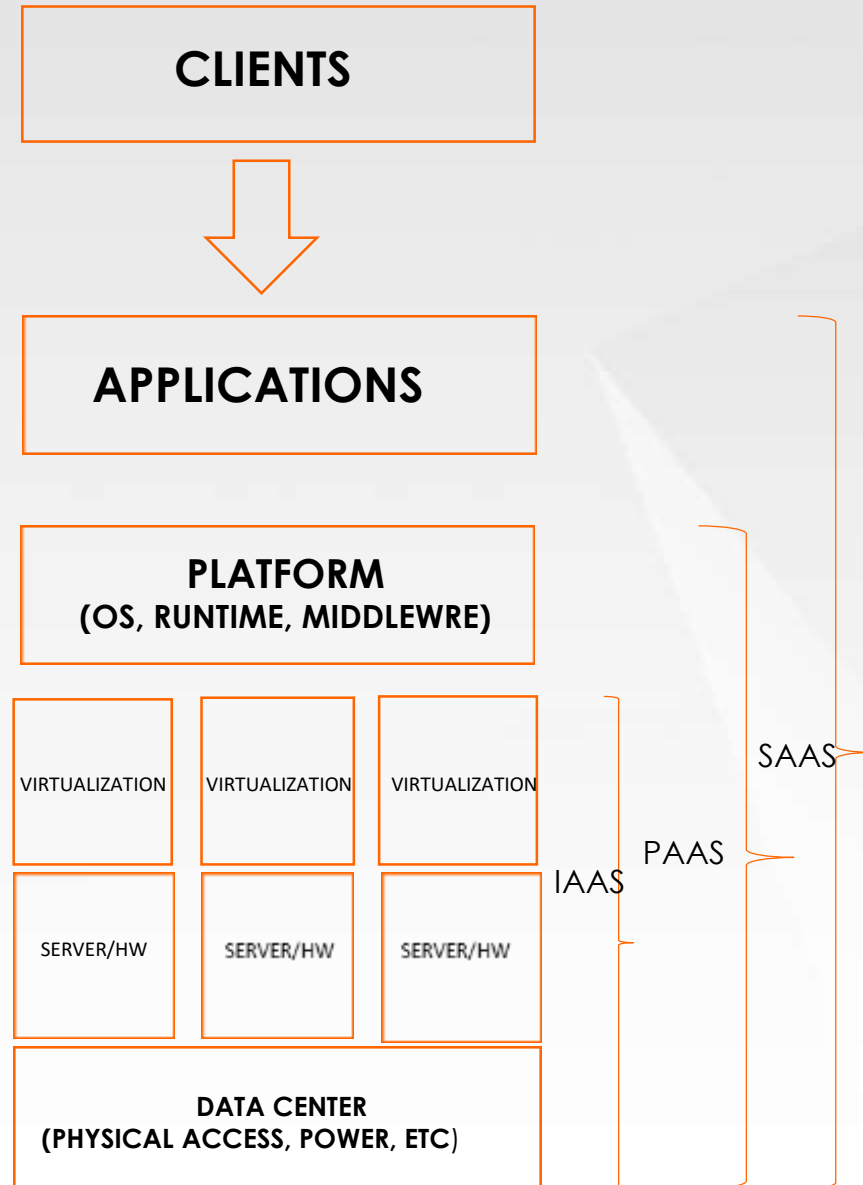 CLIENTS
APPLICATIONS
PLATFORM
(OS, RUNTIME, MIDDLEWRE)
VIRTUALIZATION
VIRTUALIZATION
VIRTUALIZATION
SAAS
PAAS
IAAS
SERVER/HW
SERVER/HW
SERVER/HW
DATA CENTER
(PHYSICAL ACCESS, POWER, ETC)